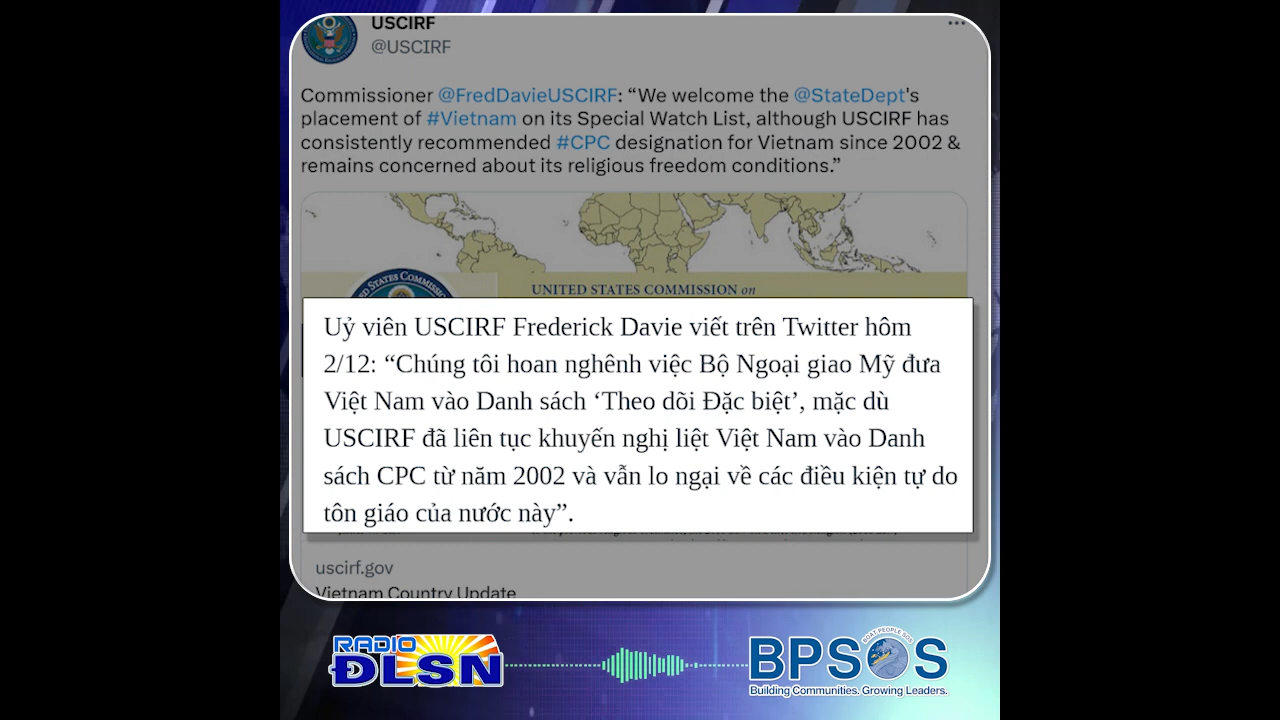 USCIRF
@USCIRF
Commissioner @FredDavieUSCIRF: “We welcome the @StateDept's
placement of #Vietnam on its Special Watch List, although USCIRF has
consistently recommended #CPC designation for Vietnam since 2002 &
remains concerned about its religious freedom conditions.”
UNITED STATES COMMISSION on
Uỷ viên USCIRF Frederick Davie viết trên Twitter hôm
2/12: “Chúng tôi hoan nghênh việc Bộ Ngoại giao Mỹ đưa
Việt Nam vào Danh sách ‘Theo dõi Đặc biệt’, mặc dù
USCIRF đã liên tục khuyến nghị liệt Việt Nam vào Danh
sách CPC từ năm 2002 và vẫn lo ngại về các điều kiện tự do
tôn giáo của nước này”.
uscirf.gov
Vietnam Country Update
RADIO
ĐLSN
BOAT PEOPLE SOS
BPSOS
Building Communities. Growing Leaders.